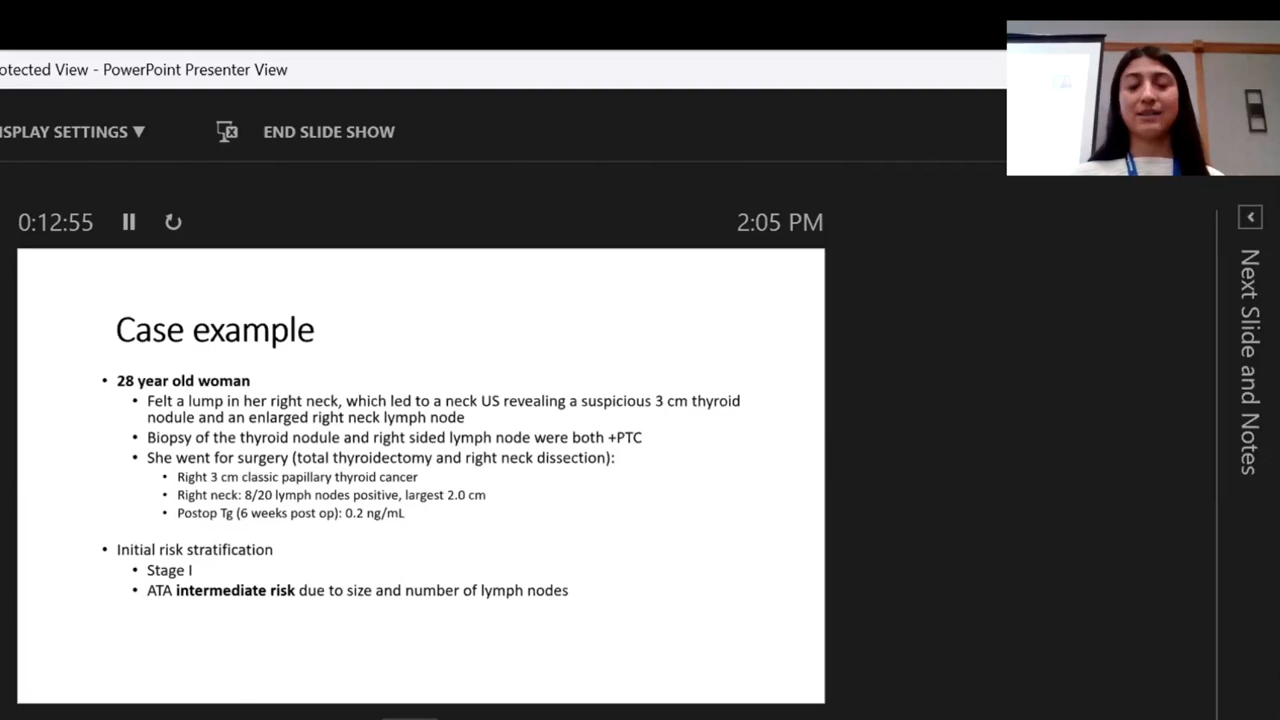 otected View - PowerPoint Presenter View
ISPLAY SETTINGS ▼
END SLIDE SHOW
0:12:55
2:05 PM
Case example
• 28 year old woman
• Felt a lump in her right neck, which led to a neck US revealing a suspicious 3 cm thyroid
nodule and an enlarged right neck lymph node
• Biopsy of the thyroid nodule and right sided lymph node were both +PTC
• She went for surgery (total thyroidectomy and right neck dissection):
• Right 3 cm classic papillary thyroid cancer
• Right neck: 8/20 lymph nodes positive, largest 2.0 cm
• Postop Tg (6 weeks post op): 0.2 ng/mL
• Initial risk stratification
• Stage I
• ATA intermediate risk due to size and number of lymph nodes
Next Slide and Notes